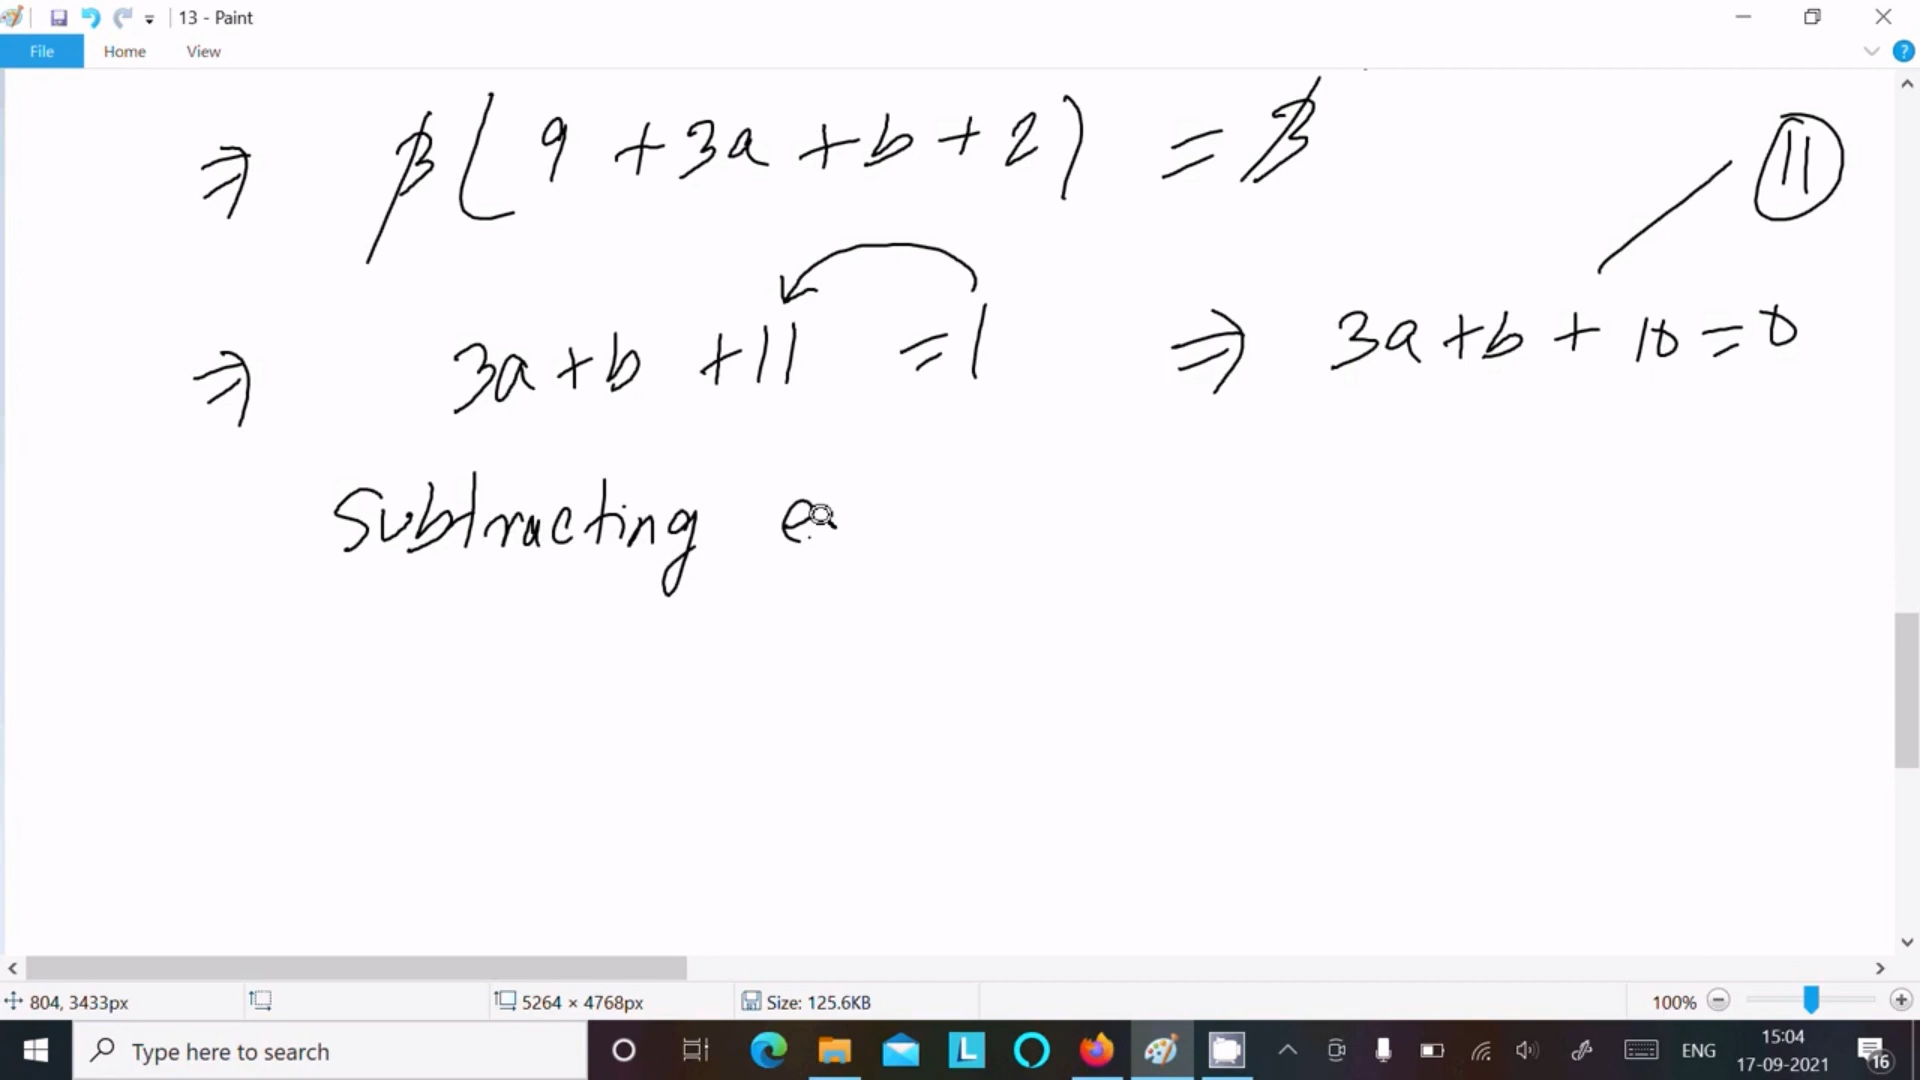 13 - Paint
File Home View
⇒ 3 ( 9 + 3a + b + 2 ) = 3
11
⇒ 3a + b + 11 = 1 ⇒ 3a + b + 10 = 0
Subtracting e
804, 3433px 5264 × 4768px Size: 125.6KB 100%
Type here to search
ENG 15:04
17-09-2021 16